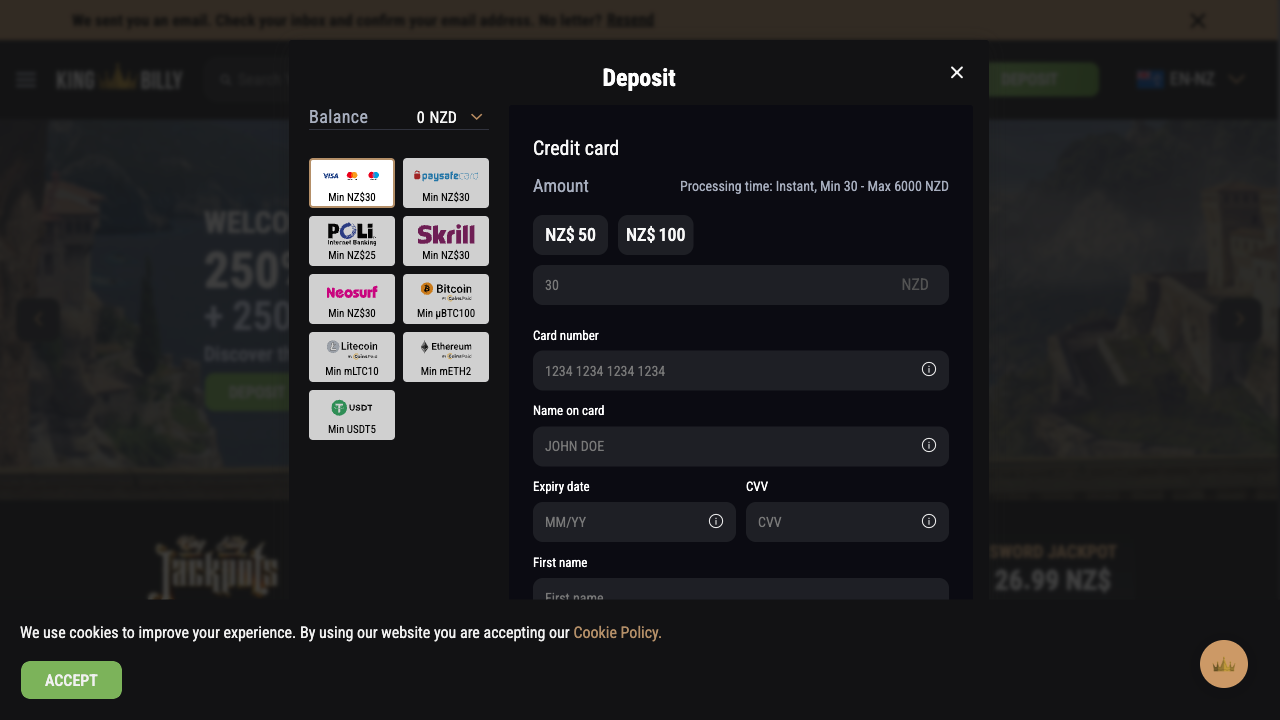 We sent you an email. Check your inbox and confirm your email address. No letter? Resend
KING BILLY
Search
DEPOSIT
EN-NZ
Deposit
Balance
0 NZD
VISA
Min NZ$30
paysafecard
Min NZ$30
POLi
Internet Banking
Min NZ$25
Skrill
Min NZ$30
Neosurf
Min NZ$30
Bitcoin
BY CoinsPaid
Min µBTC100
Litecoin
BY CoinsPaid
Min mLTC10
Ethereum
BY CoinsPaid
Min mETH2
USDT
Min USDT5
Credit card
Amount
Processing time: Instant, Min 30 - Max 6000 NZD
NZ$ 50
NZ$ 100
30
NZD
Card number
1234 1234 1234 1234
Name on card
JOHN DOE
Expiry date
CVV
MM/YY
CVV
First name
First name
WELCO
250%
+ 250
Discover th
DEPOSIT
King Billy
Jackpots
SWORD JACKPOT
26.99 NZ$
We use cookies to improve your experience. By using our website you are accepting our Cookie Policy.
ACCEPT